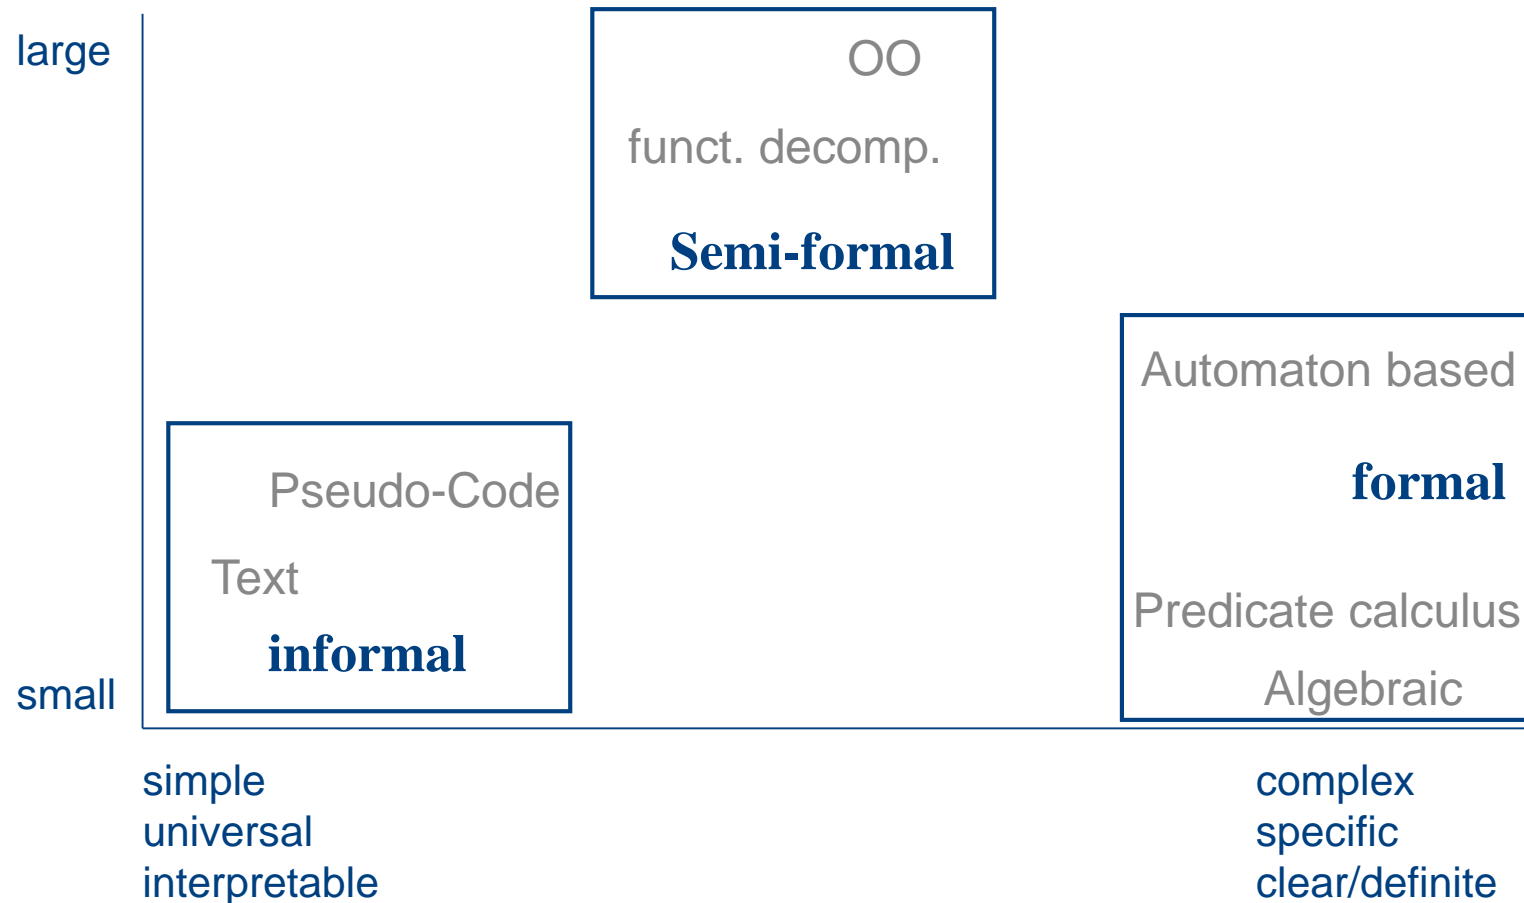 large
OO
funct. decomp.
Semi-formal
Automaton based
formal
Pseudo-Code
Text
informal
Predicate calculus
Algebraic
small
simple
universal
interpretable
complex
specific
clear/definite